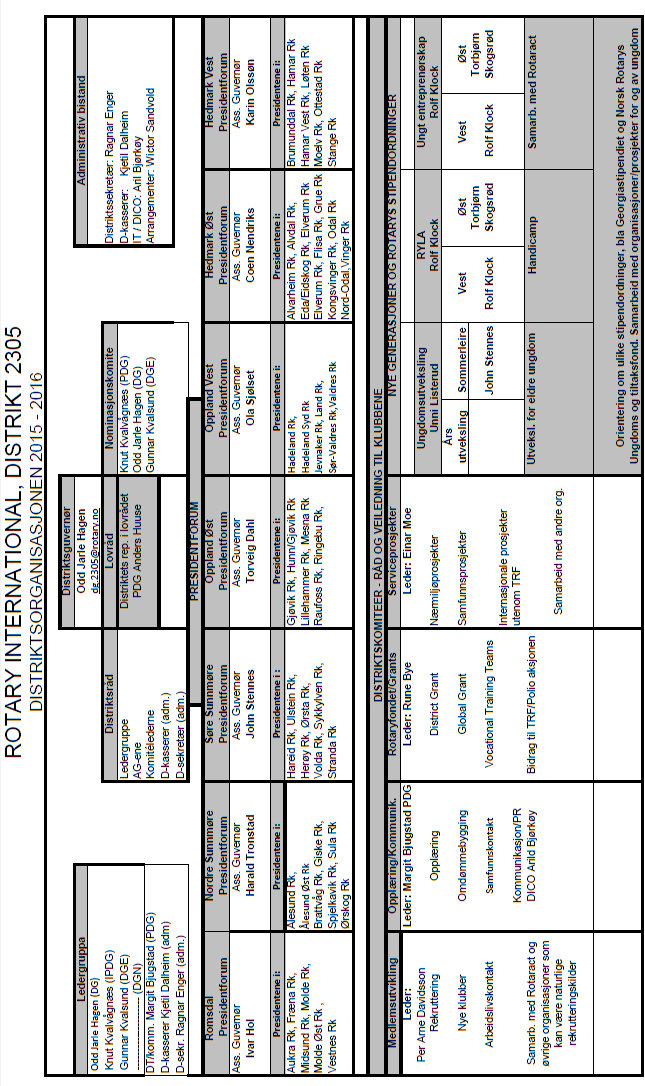 ROTARY INTERNATIONAL, DISTRIKT 2305
DISTRIKTSORGANISASJONEN 2015 - 2016
Ledergruppa
Odd Jarle Hagen (DG)
Knut Kvalvågnæs (IPDG)
Gunnar Kvalsund (DGE)
--------------- (DGN)
DT/komm. Margit Bjugstad (PDG)
D-kasserer Kjetil Dalheim (adm)
D-sekr. Ragnar Enger (adm.)
Distriktsguvernør
Odd Jarle Hagen
dg.2305@rotary.no
Distriktsråd
Ledergruppe
AG-ene
Komitélederne
D-kasserer (adm.)
D-sekretær (adm.)
Lovråd
Distriktets rep. i lovrådet
PDG Anders Huuse
Nominasjonskomite
Knut Kvalvågnæs (PDG)
Odd Jarle Hagen (DG)
Gunnar Kvalsund (DGE)
Administrativ bistand
Distriktssekretær: Ragnar Enger
D-kasserer: Kjetil Dalheim
IT / DICO: Aril Bjørkøy
Arrangementer: Wictor Sandvold
PRESIDENTFORUM
Romsdal
Presidentforum
Ass. Guvernør
Ivar Hol
Presidentene i:
Aukra Rk, Fræna Rk,
Midsund Rk, Molde Rk,
Molde Øst Rk ,
Vestnes Rk
Nordre Sunnmøre
Presidentforum
Ass. Guvernør
Harald Tronstad
Presidentene i:
Ålesund Rk,
Ålesund Øst Rk
Brattvåg Rk, Giske Rk,
Spjelkavik Rk, Sula Rk
Ørskog Rk
Søre Sunnmøre
Presidentforum
Ass. Guvernør
John Stennes
Presidentene i :
Hareid Rk, Ulstein Rk,
Herøy Rk, Ørsta Rk,
Volda Rk, Sykkylven Rk,
Stranda Rk
Oppland Øst
Presidentforum
Ass. Guvernør
Torveig Dahl
Presidentene i:
Gjøvik Rk, Hunn/Gjøvik Rk
Lillehammer Rk, Mesna Rk
Raufoss Rk, Ringebu Rk,
Oppland Vest
Presidentforum
Ass. Guvernør
Ola Sjølset
Presidentene i:
Hadeland Rk,
Hadeland Syd Rk
Jevnaker Rk, Land Rk,
Sør-Valdres Rk,Valdres Rk
Hedmark Øst
Presidentforum
Ass. Guvernør
Coen Nendriks
Presidentene i:
Alvarheim Rk, Alvdal Rk,
Eda/Eidskog Rk, Elverum Rk
Elverum Rk, Flisa Rk, Grue Rk
Kongsvinger Rk, Odal Rk
Nord-Odal,Vinger Rk
Hedmark Vest
Presidentforum
Ass. Guvernør
Karin Olssøn
Presidentene i:
Brumunddal Rk, Hamar Rk
Hamar Vest Rk, Løten Rk
Moelv Rk, Ottestad Rk
Stange Rk
DISTRIKTSKOMITEER - RÅD OG VEILEDNING TIL KLUBBENE
Medlemsutvikling
Leder:
Per Arne Davidsson
Rekruttering
Nye klubber
Arbeidslivskontakt
Samarb. med Rotaract og
øvrige organisasjoner som
kan være naturlige
rekrutteringskilder
Opplæring/kommunik.
Leder: Margit Bjugstad PDG
Opplæring
Omdømmebygging
Samfunnskontakt
Kommunikasjon/PR
DICO Arild Bjørkøy
Rotaryfondet/Grants
Leder: Rune Bye
District Grant
Global Grant
Vocational Training Teams
Bidrag til TRF/Polio aksjonen
Serviceprosjekter
Leder: Einar Moe
Nærmiljøprosjekter
Samfunnsprosjekter
Internasjonale prosjekter
utenom TRF
Samarbeid med andre org.
NYE GENERASJONER OG ROTARYS STIPENDORDNINGER
Ungdomsutveksling
Unni Listerud
Års
utveksling
Sommerleire
John Stennes
Utveksl. for eldre ungdom
RYLA
Rolf Klock
Vest
Rolf Klock
Øst
Torbjørn
Skogsrød
Handicamp
Ungt entreprenørskap
Rolf Klock
Vest
Rolf Klock
Øst
Torbjørn
Skogsrød
Samarb. med Rotaract
Orientering om ulike stipendordninger, bla Georgiastipendiet og Norsk Rotarys
Ungdoms og tiltaksfond. Samarbeid med organisasjoner/prosjekter for og av ungdom